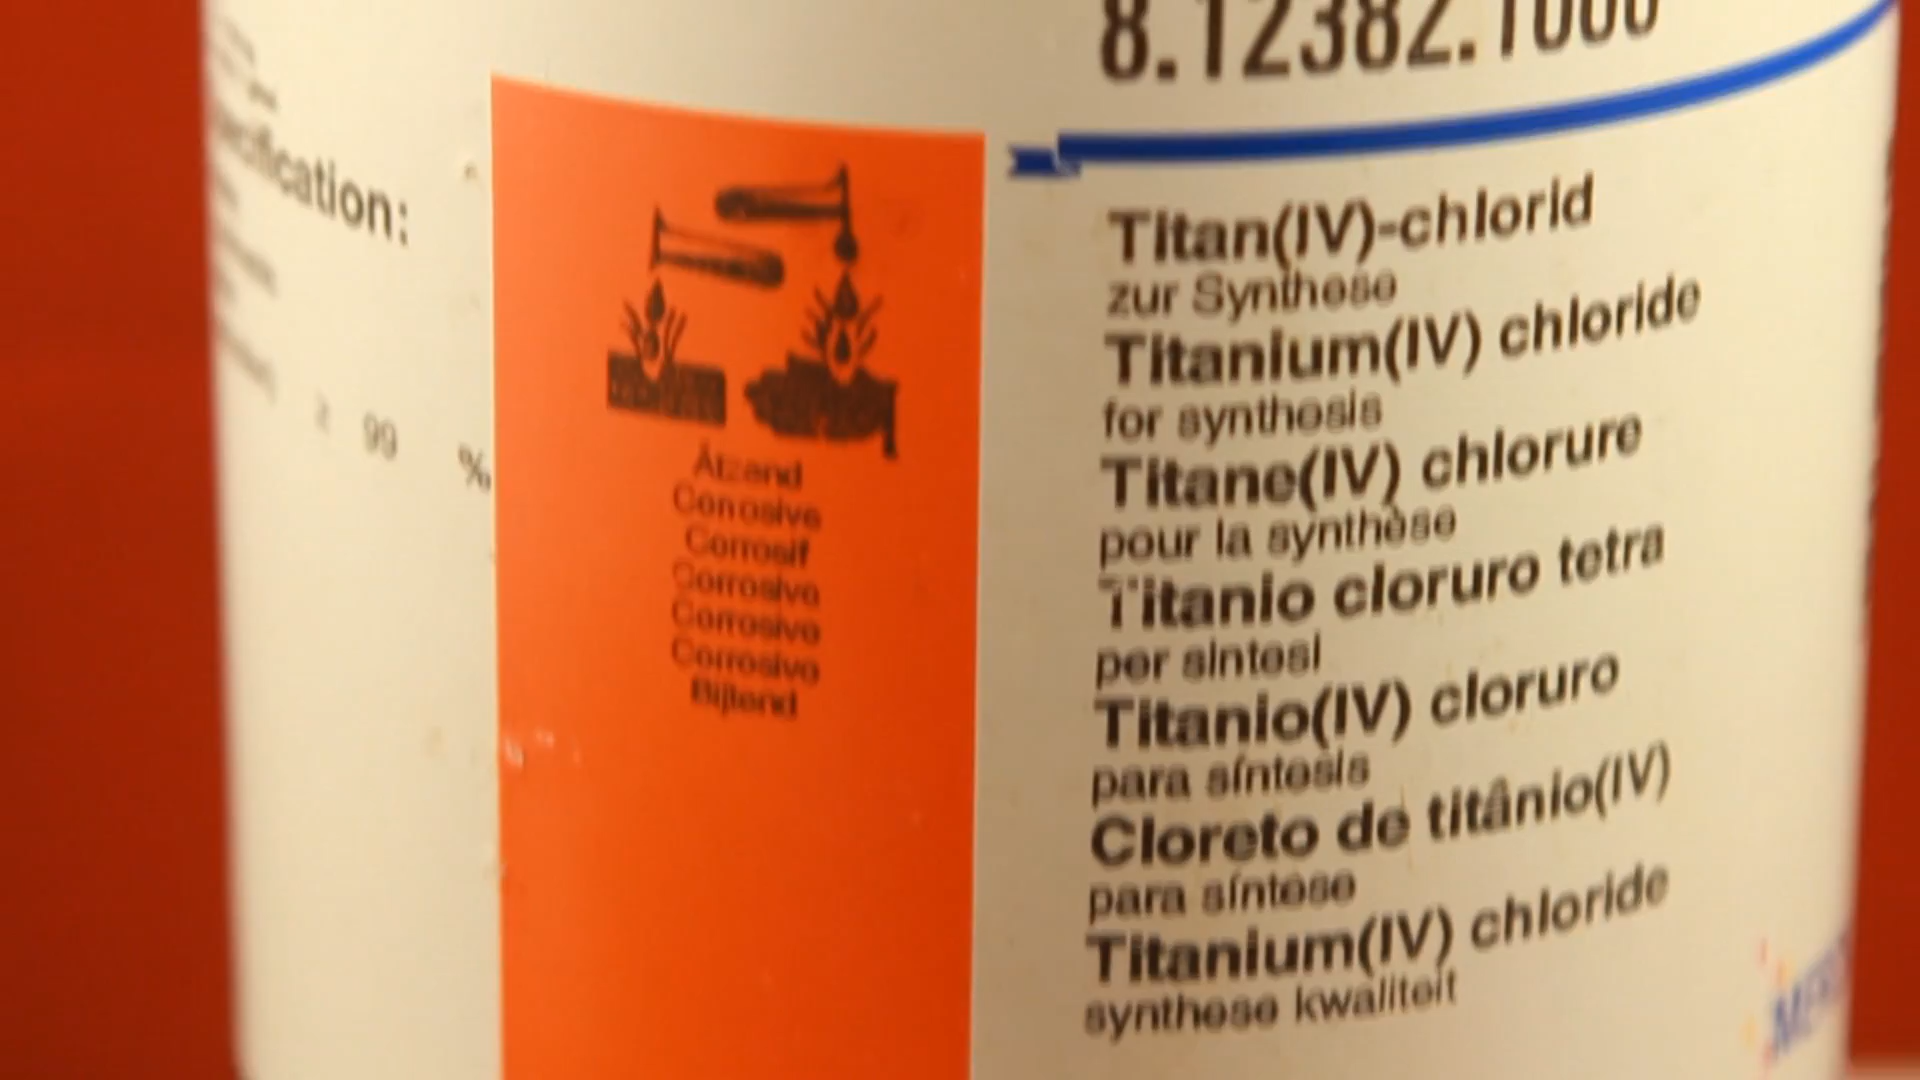 8.12382.1000
ecification:
≥ 99 %
Ätzend
Corrosive
Corrosif
Corrosivo
Corrosivo
Corrosivo
Bijtend
Titan(IV)-chlorid
zur Synthese
Titanium(IV) chloride
for synthesis
Titane(IV) chlorure
pour la synthèse
Titanio cloruro tetra
per sintesi
Titanio(IV) cloruro
para síntesis
Cloreto de titânio(IV)
para síntese
Titanium(IV) chloride
synthese kwaliteit
MERC